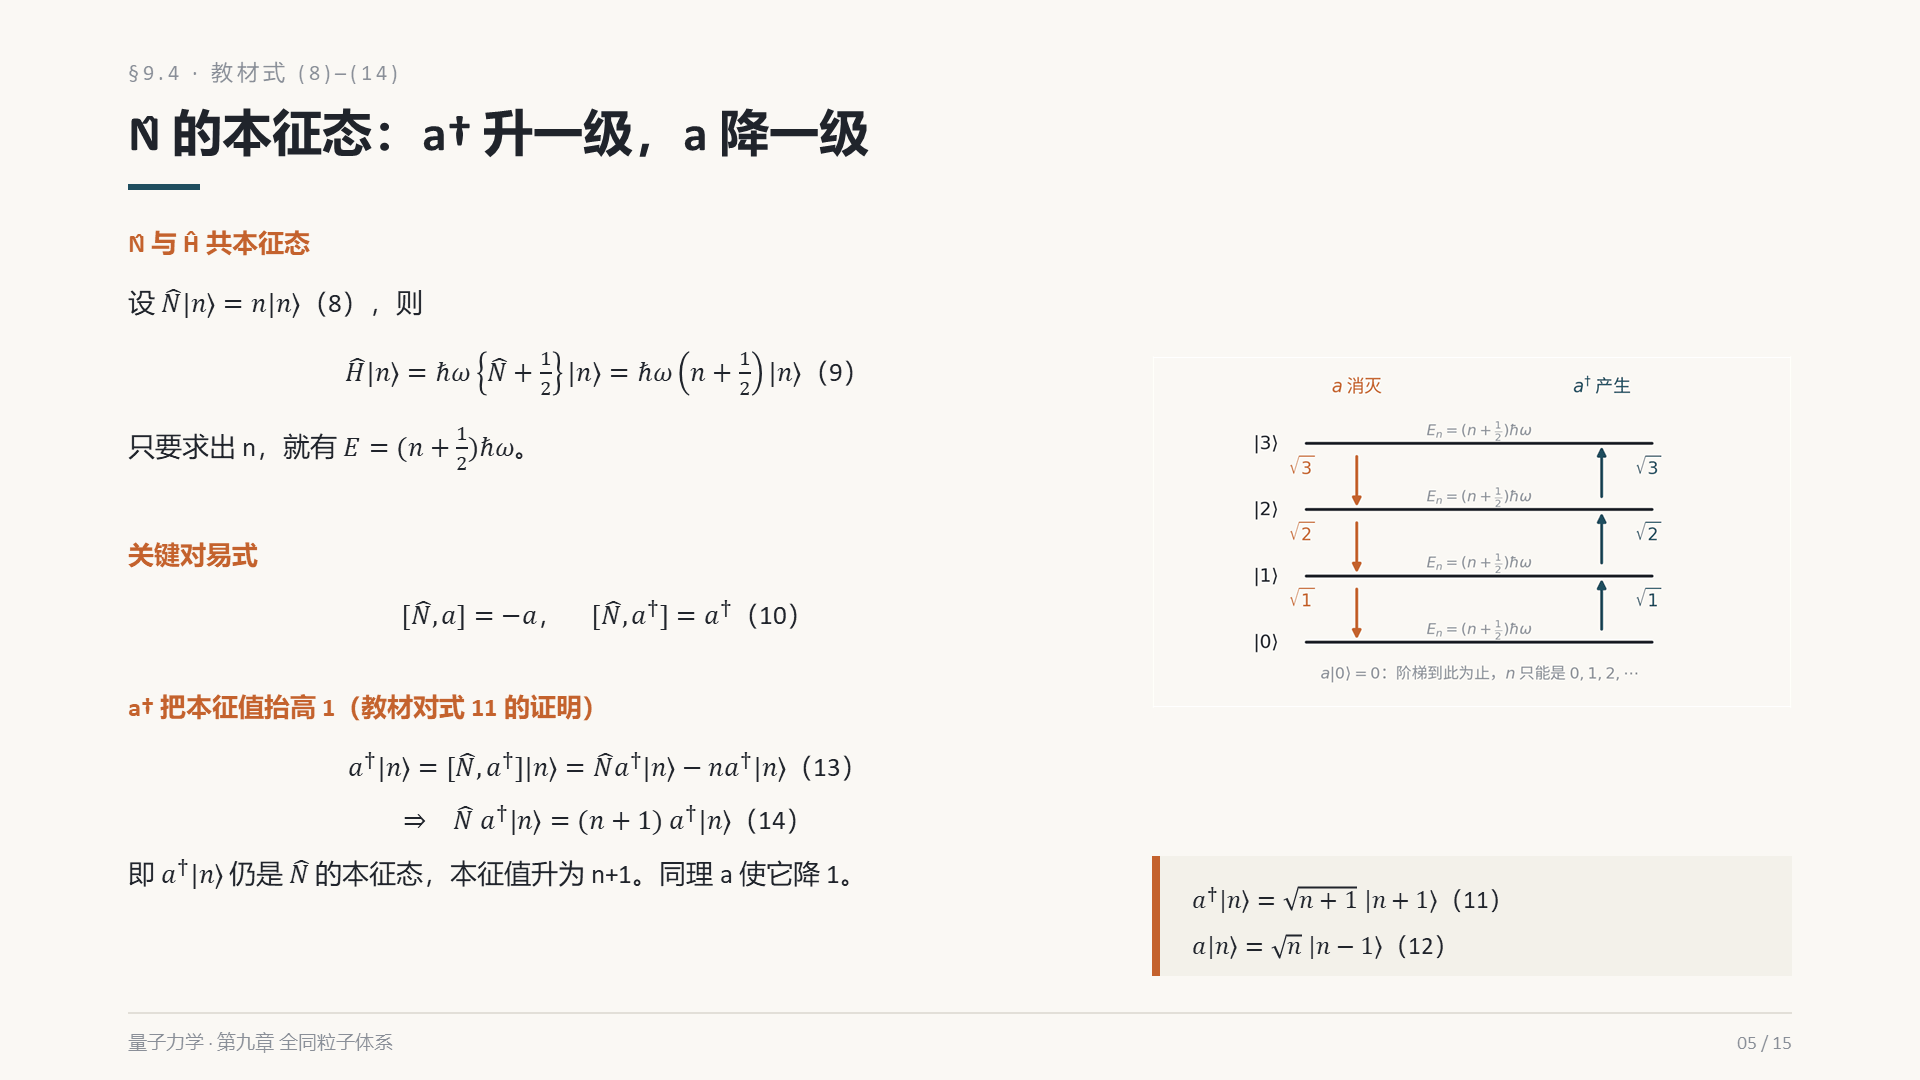 §9.4 · 教材式 (8)–(14)
N̂ 的本征态：a† 升一级，a 降一级
N̂ 与 Ĥ 共本征态
设 N̂|n⟩ = n|n⟩（8），则
Ĥ|n⟩ = ℏω {N̂ + 1/2} |n⟩ = ℏω (n + 1/2) |n⟩（9）
只要求出 n，就有 E = (n + 1/2)ℏω。
关键对易式
[N̂, a] = −a, [N̂, a†] = a†（10）
a† 把本征值抬高 1（教材对式 11 的证明）
a†|n⟩ = [N̂, a†]|n⟩ = N̂a†|n⟩ − na†|n⟩（13）
⇒ N̂ a†|n⟩ = (n + 1) a†|n⟩（14）
即 a†|n⟩ 仍是 N̂ 的本征态，本征值升为 n+1。同理 a 使它降 1。
a 消灭 a† 产生
Eₙ = (n + 1/2)ℏω
|3⟩
√3 √3
Eₙ = (n + 1/2)ℏω
|2⟩
√2 √2
Eₙ = (n + 1/2)ℏω
|1⟩
√1 √1
Eₙ = (n + 1/2)ℏω
|0⟩
a|0⟩ = 0：阶梯到此为止，n 只能是 0, 1, 2, ⋯
a†|n⟩ = √(n + 1) |n + 1⟩（11）
a|n⟩ = √n |n − 1⟩（12）
量子力学 · 第九章 全同粒子体系
05 / 15